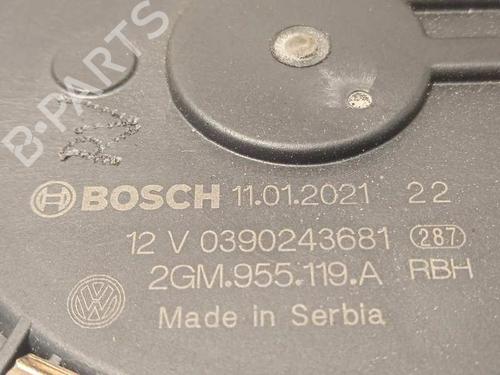 B-PARTS
BOSCH 11.01.2021 22
12 V 0390243681 287
2GM.955.119.A RBH
Made in Serbia